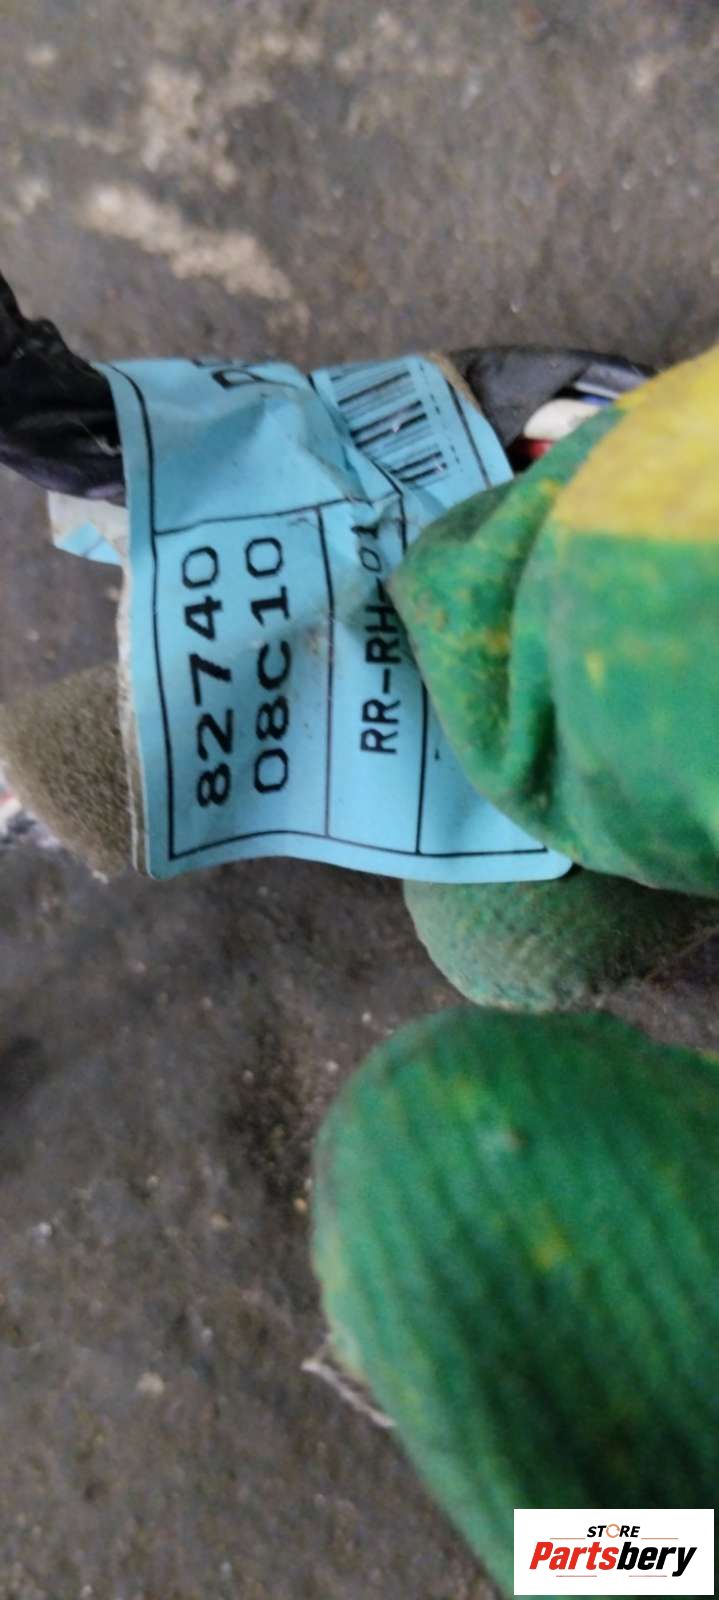 82740
08C10
RR-RH-01
STORE
Partsbery